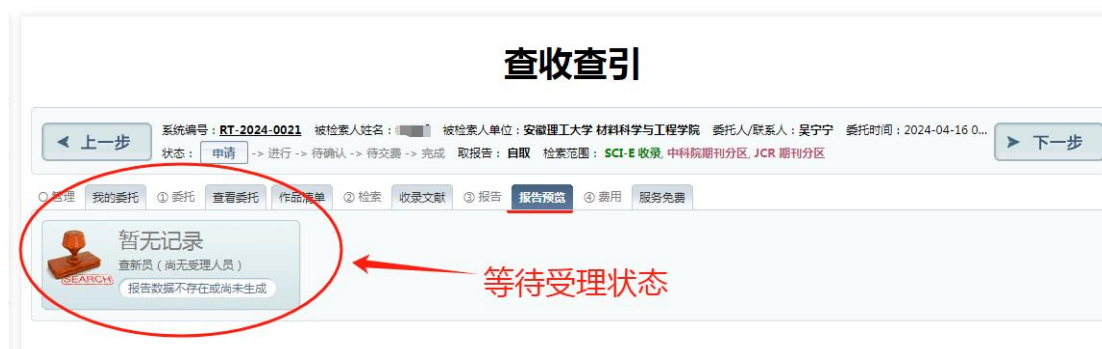 查收查引
上一步
系统编号：RT-2024-0021 被检索人姓名： 被检索人单位：安徽理工大学 材料科学与工程学院 委托人/联系人：吴宁宁 委托时间：2024-04-16 0...
状态： 申请 -> 进行 -> 待确认 -> 待交费 -> 完成 取报告：自取 检索范围：SCI-E 收录, 中科院期刊分区, JCR 期刊分区
下一步
管理 我的委托 ① 委托 查看委托 作品清单 ② 检索 收录文献 ③ 报告 报告预览 ④ 费用 服务免费
暂无记录
查新员（尚无受理人员）
SEARCH
报告数据不存在或尚未生成
等待受理状态